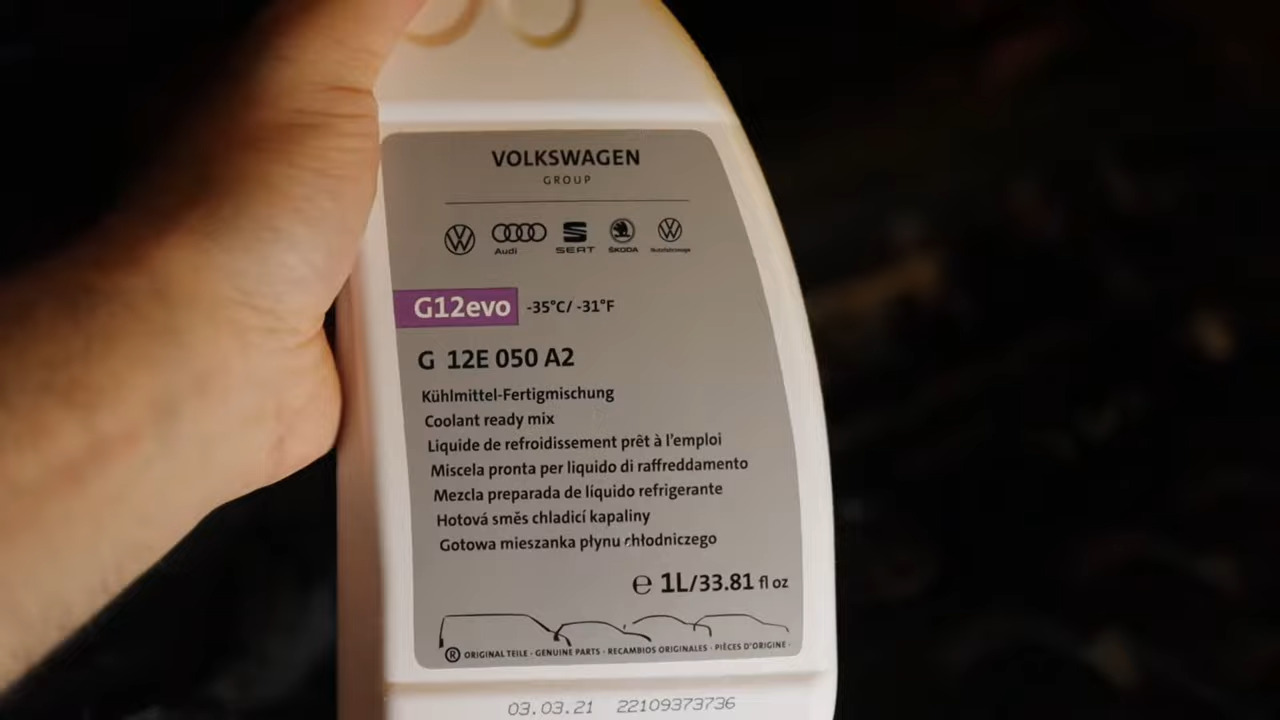 VOLKSWAGEN
GROUP
Audi SEAT ŠKODA Nutzfahrzeuge
G12evo -35°C/ -31°F
G 12E 050 A2
Kühlmittel-Fertigmischung
Coolant ready mix
Liquide de refroidissement prêt à l'emploi
Miscela pronta per liquido di raffreddamento
Mezcla preparada de líquido refrigerante
Hotová směs chladicí kapaliny
Gotowa mieszanka płynu chłodniczego
℮ 1L/33.81 fl oz
® ORIGINAL TEILE · GENUINE PARTS · RECAMBIOS ORIGINALES · PIÈCES D'ORIGINE ·
03.03.21 22109373736